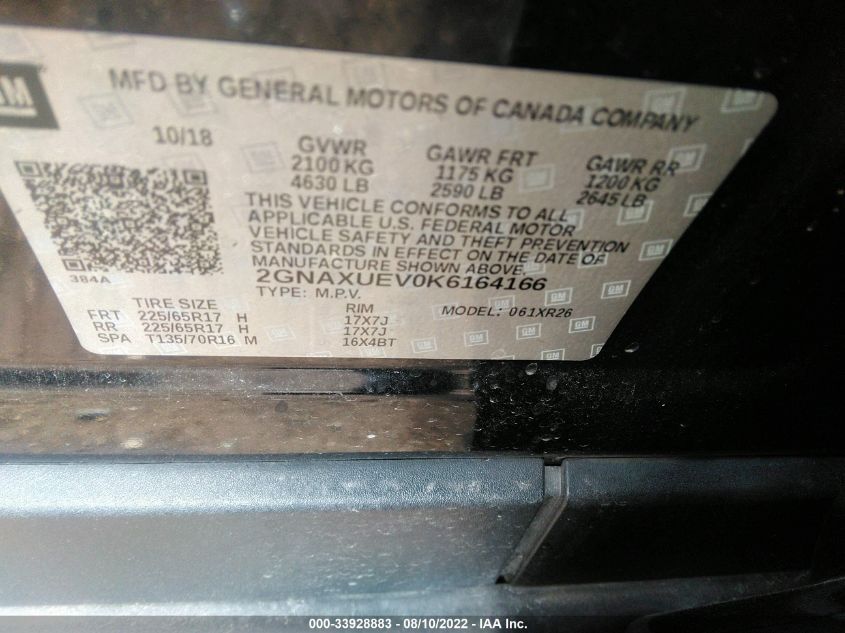 GM
MFD BY GENERAL MOTORS OF CANADA COMPANY
10/18
GVWR
2100 KG
4630 LB
GAWR FRT
1175 KG
2590 LB
GAWR RR
1200 KG
2645 LB
THIS VEHICLE CONFORMS TO ALL
APPLICABLE U.S. FEDERAL MOTOR
VEHICLE SAFETY AND THEFT PREVENTION
STANDARDS IN EFFECT ON THE DATE OF
MANUFACTURE SHOWN ABOVE.
384A
2GNAXUEV0K6164166
TYPE: M.P.V.
MODEL: 061XR26
TIRE SIZE RIM
FRT 225/65R17 H 17X7J
RR 225/65R17 H 17X7J
SPA T135/70R16 M 16X4BT
000-33928883 - 08/10/2022 - IAA Inc.